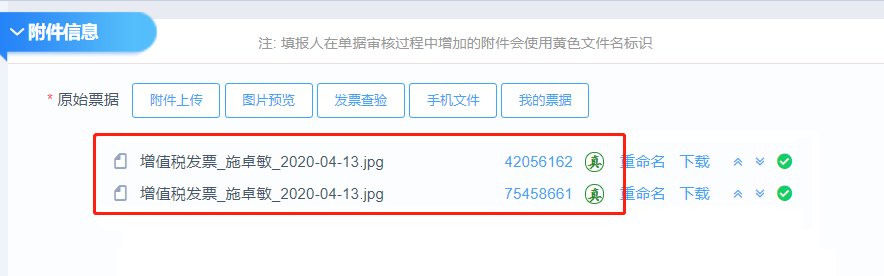 附件信息
注: 填报人在单据审核过程中增加的附件会使用黄色文件名标识
* 原始票据 附件上传 图片预览 发票查验 手机文件 我的票据
增值税发票_施卓敏_2020-04-13.jpg 42056162 真 重命名 下载
增值税发票_施卓敏_2020-04-13.jpg 75458661 真 重命名 下载